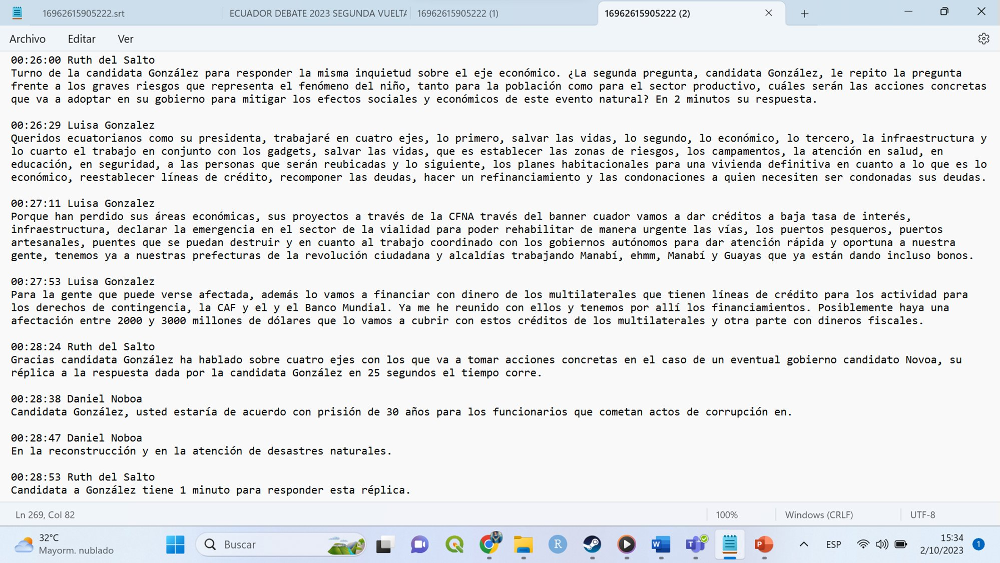 16962615905222.srt
ECUADOR DEBATE 2023 SEGUNDA VUELTA
16962615905222 (1)
16962615905222 (2)
Archivo Editar Ver
00:26:00 Ruth del Salto
Turno de la candidata González para responder la misma inquietud sobre el eje económico. ¿La segunda pregunta, candidata González, le repito la pregunta
frente a los graves riesgos que representa el fenómeno del niño, tanto para la población como para el sector productivo, cuáles serán las acciones concretas
que va a adoptar en su gobierno para mitigar los efectos sociales y económicos de este evento natural? En 2 minutos su respuesta.
00:26:29 Luisa Gonzalez
Queridos ecuatorianos como su presidenta, trabajaré en cuatro ejes, lo primero, salvar las vidas, lo segundo, lo económico, lo tercero, la infraestructura y
lo cuarto el trabajo en conjunto con los gadgets, salvar las vidas, que es establecer las zonas de riesgos, los campamentos, la atención en salud, en
educación, en seguridad, a las personas que serán reubicadas y lo siguiente, los planes habitacionales para una vivienda definitiva en cuanto a lo que es lo
económico, reestablecer líneas de crédito, recomponer las deudas, hacer un refinanciamiento y las condonaciones a quien necesiten ser condonadas sus deudas.
00:27:11 Luisa Gonzalez
Porque han perdido sus áreas económicas, sus proyectos a través de la CFNA través del banner cuador vamos a dar créditos a baja tasa de interés,
infraestructura, declarar la emergencia en el sector de la vialidad para poder rehabilitar de manera urgente las vías, los puertos pesqueros, puertos
artesanales, puentes que se puedan destruir y en cuanto al trabajo coordinado con los gobiernos autónomos para dar atención rápida y oportuna a nuestra
gente, tenemos ya a nuestras prefecturas de la revolución ciudadana y alcaldías trabajando Manabí, ehmm, Manabí y Guayas que ya están dando incluso bonos.
00:27:53 Luisa Gonzalez
Para la gente que puede verse afectada, además lo vamos a financiar con dinero de los multilaterales que tienen líneas de crédito para los actividad para
los derechos de contingencia, la CAF y el y el Banco Mundial. Ya me he reunido con ellos y tenemos por allí los financiamientos. Posiblemente haya una
afectación entre 2000 y 3000 millones de dólares que lo vamos a cubrir con estos créditos de los multilaterales y otra parte con dineros fiscales.
00:28:24 Ruth del Salto
Gracias candidata González ha hablado sobre cuatro ejes con los que va a tomar acciones concretas en el caso de un eventual gobierno candidato Novoa, su
réplica a la respuesta dada por la candidata González en 25 segundos el tiempo corre.
00:28:38 Daniel Noboa
Candidata González, usted estaría de acuerdo con prisión de 30 años para los funcionarios que cometan actos de corrupción en.
00:28:47 Daniel Noboa
En la reconstrucción y en la atención de desastres naturales.
00:28:53 Ruth del Salto
Candidata a González tiene 1 minuto para responder esta réplica.
Ln 269, Col 82
100%
Windows (CRLF)
UTF-8
32°C
Mayorm. nublado
Buscar
R
W
T
P
ESP
15:34
2/10/2023
1